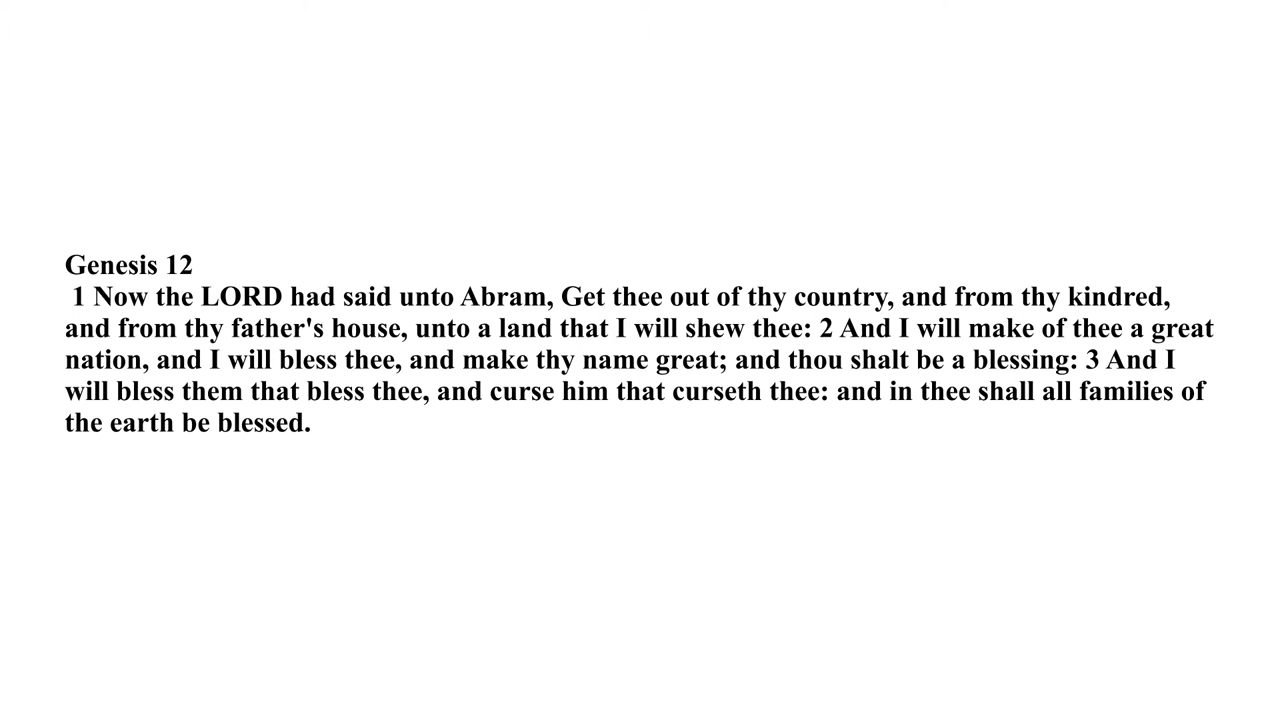 Genesis 12
1 Now the LORD had said unto Abram, Get thee out of thy country, and from thy kindred,
and from thy father's house, unto a land that I will shew thee: 2 And I will make of thee a great
nation, and I will bless thee, and make thy name great; and thou shalt be a blessing: 3 And I
will bless them that bless thee, and curse him that curseth thee: and in thee shall all families of
the earth be blessed.